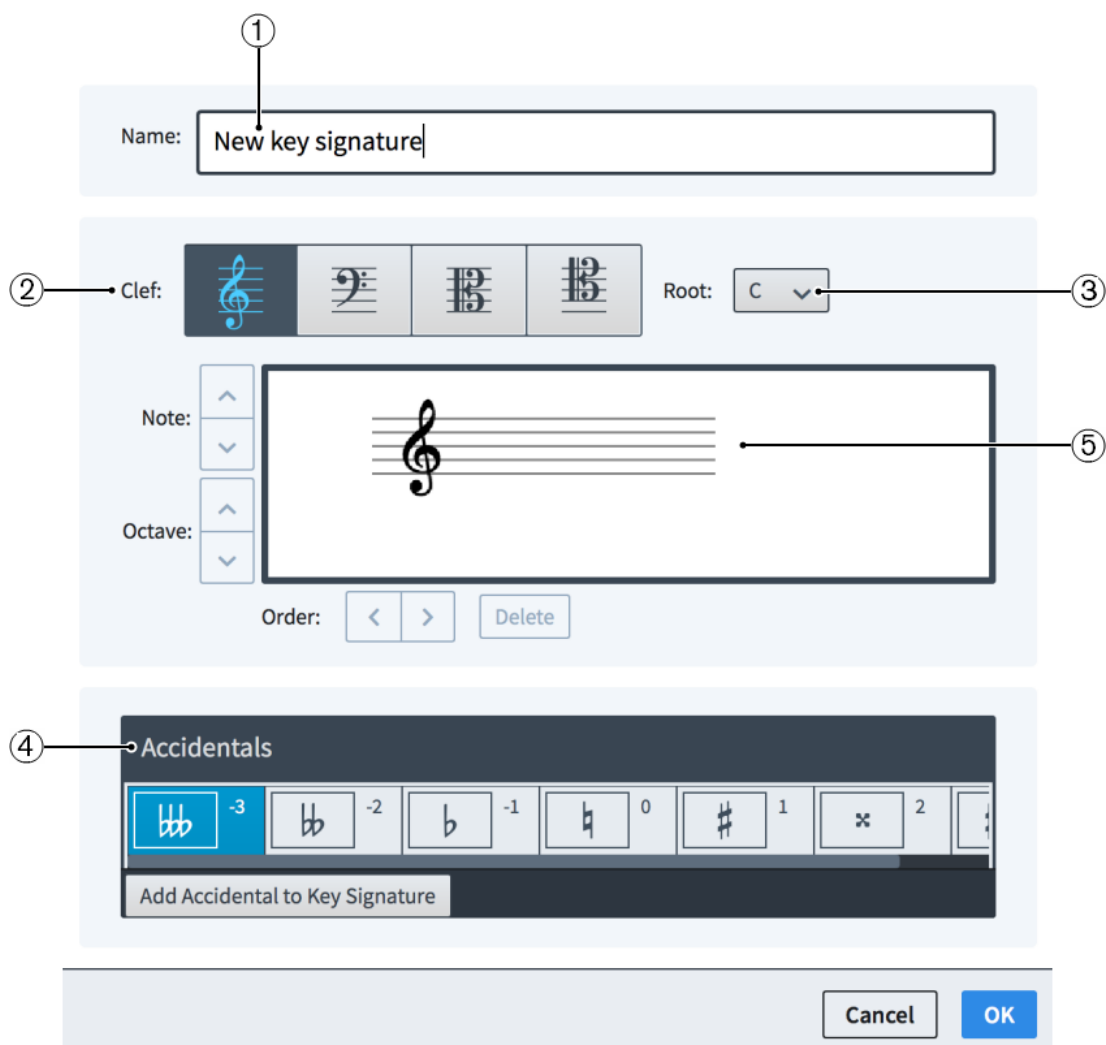 ①
Name: New key signature
② Clef: Root: C ③
Note:
⑤
Octave:
Order: < > Delete
④ Accidentals
𝄫♭ -3 𝄫 -2 ♭ -1 ♮ 0 ♯ 1 𝄪 2
Add Accidental to Key Signature
Cancel OK